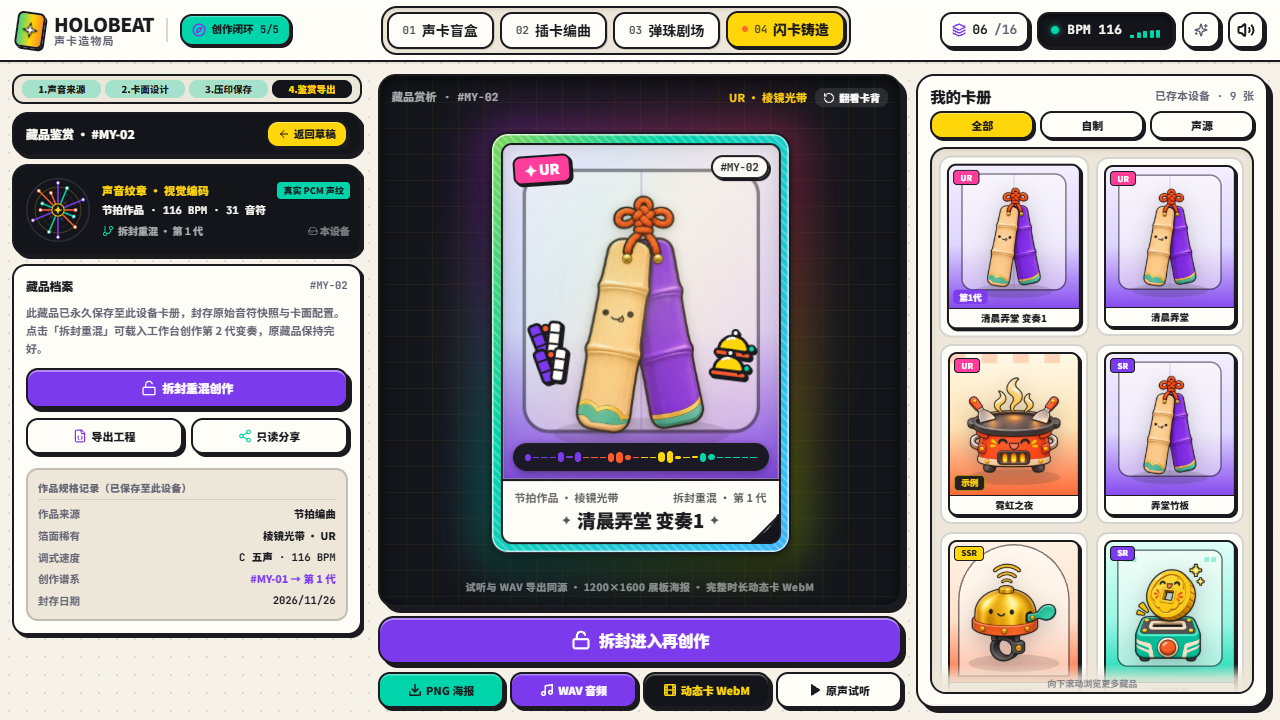 HOLOBEAT
声卡造物局
创作闭环 5/5
01 声卡盲盒
02 插卡编曲
03 弹珠剧场
04 闪卡铸造
06 /16
BPM 116
1.声音来源
2.卡面设计
3.压印保存
4.鉴赏导出
藏品鉴赏 · #MY-02
返回草稿
声音纹章 · 视觉编码
真实 PCM 声纹
节拍作品 · 116 BPM · 31 音符
拆封重混 · 第1代
本设备
藏品档案
#MY-02
此藏品已永久保存至此设备卡册，封存原始音符快照与卡面配置。
点击「拆封重混」可载入工作台创作第 2 代变奏，原藏品保持完
好。
拆封重混创作
导出工程
只读分享
作品规格记录（已保存至此设备）
作品来源
节拍编曲
箔面稀有
棱镜光带 · UR
调式速度
C 五声 · 116 BPM
创作谱系
#MY-01 → 第 1 代
封存日期
2026/11/26
藏品赏析 · #MY-02
UR · 棱镜光带
翻看卡背
UR
#MY-02
节拍作品 · 棱镜光带
拆封重混 · 第 1 代
清晨弄堂 变奏1
试听与 WAV 导出同源 · 1200×1600 展板海报 · 完整时长动态卡 WebM
拆封进入再创作
PNG 海报
WAV 音频
动态卡 WebM
原声试听
我的卡册
已存本设备 · 9 张
全部
自制
声源
UR
第1代
清晨弄堂 变奏1
UR
清晨弄堂
UR
示例
霓虹之夜
SR
弄堂竹板
SSR
SR
向下滚动浏览更多藏品